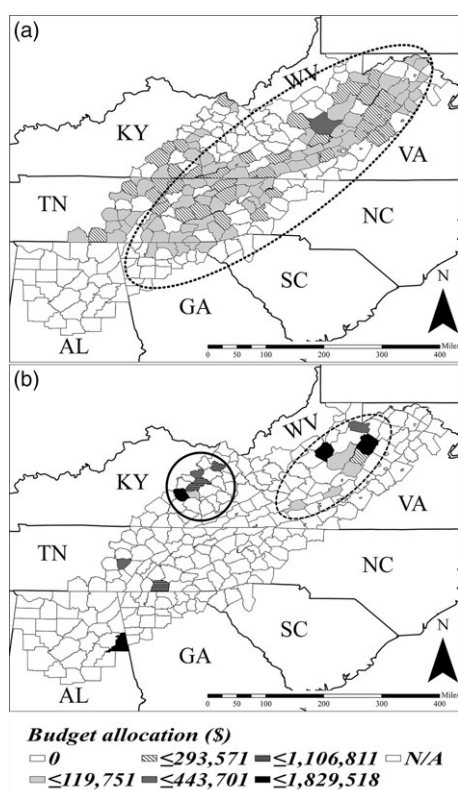 (a)
WV
KY
VA
TN
NC
SC
GA
AL
N
0 50 100 200 300 400
Miles
(b)
WV
KY
VA
TN
NC
SC
GA
AL
N
0 50 100 200 300 400
Miles
Budget allocation ($)
0 ≤293,571 ≤1,106,811 N/A
≤119,751 ≤443,701 ≤1,829,518